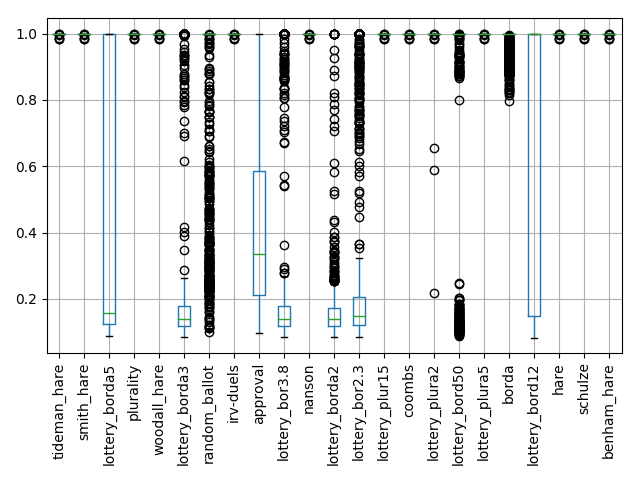 1.0
0.8
0.6
0.4
0.2
tideman_hare
smith_hare
lottery_borda5
plurality
woodall_hare
lottery_borda3
random_ballot
irv-duels
approval
lottery_bor3.8
nanson
lottery_borda2
lottery_bor2.3
lottery_plur15
coombs
lottery_plura2
lottery_bord50
lottery_plura5
borda
lottery_bord12
hare
schulze
benham_hare